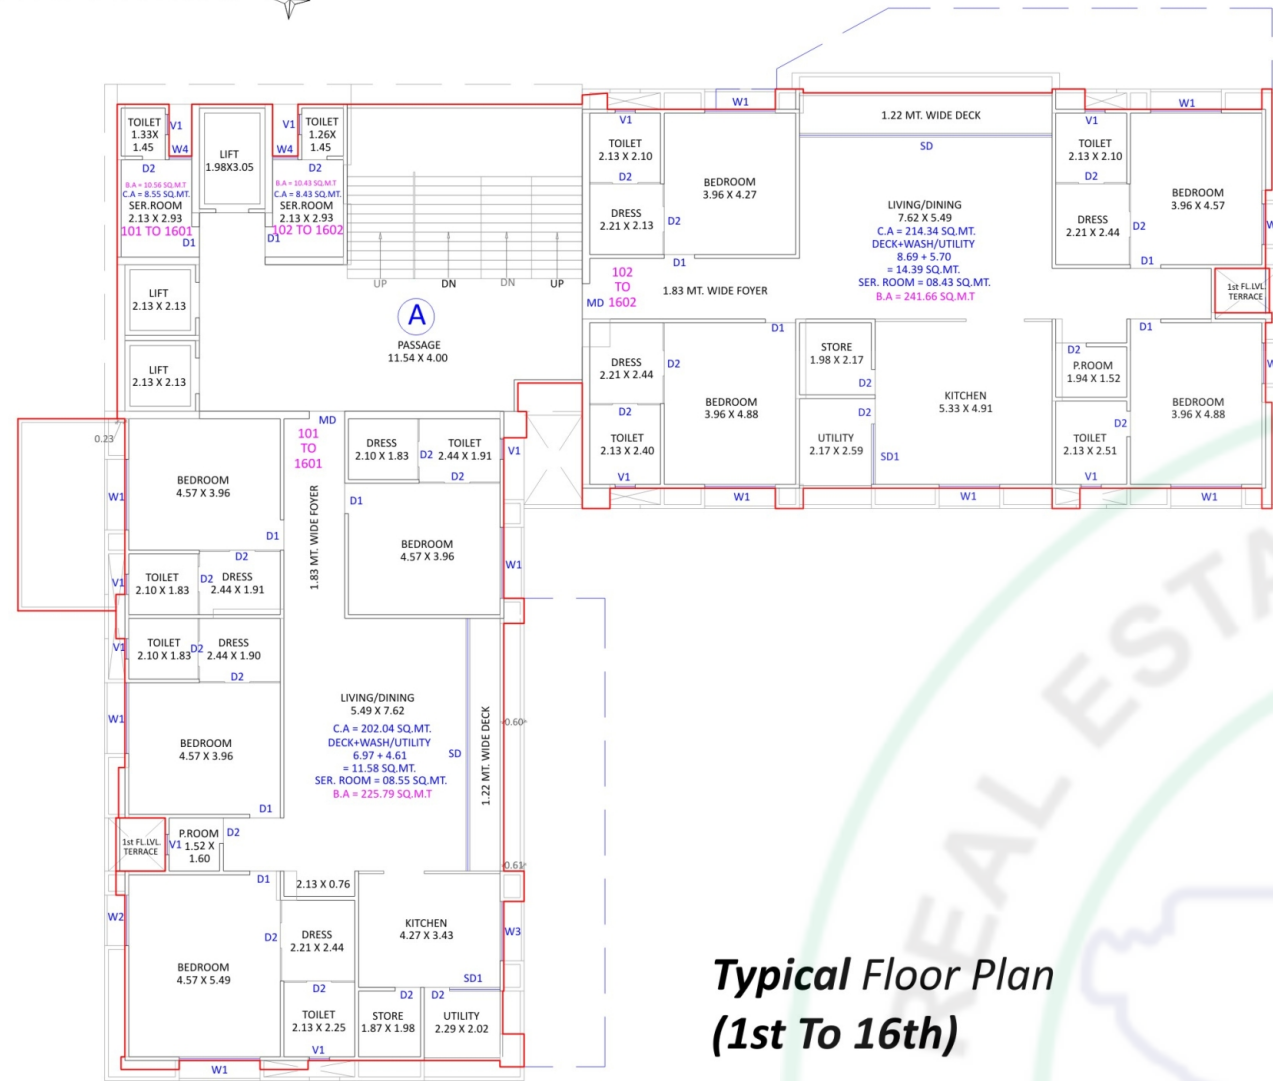 TOILET
1.33X
1.45
V1
W4
D2
B.A = 10.56 SQ.M.T
C.A = 8.55 SQ.MT.
SER.ROOM
2.13 X 2.93
101 TO 1601
D1
LIFT
1.98X3.05
V1
W4
TOILET
1.26X
1.45
D2
B.A = 10.43 SQ.M.T
C.A = 8.43 SQ.MT.
SER.ROOM
2.13 X 2.93
102 TO 1602
D1
LIFT
2.13 X 2.13
LIFT
2.13 X 2.13
UP
DN
DN
UP
A
PASSAGE
11.54 X 4.00
V1
TOILET
2.13 X 2.10
D2
DRESS
2.21 X 2.13
D2
W1
BEDROOM
3.96 X 4.27
D1
1.22 MT. WIDE DECK
SD
LIVING/DINING
7.62 X 5.49
C.A = 214.34 SQ.MT.
DECK+WASH/UTILITY
8.69 + 5.70
= 14.39 SQ.MT.
SER. ROOM = 08.43 SQ.MT.
B.A = 241.66 SQ.M.T
V1
TOILET
2.13 X 2.10
D2
DRESS
2.21 X 2.44
D2
D1
W1
BEDROOM
3.96 X 4.57
W
1st FL.LVL.
TERRACE
102
TO
1602
MD
1.83 MT. WIDE FOYER
D1
DRESS
2.21 X 2.44
D2
D2
TOILET
2.13 X 2.40
V1
BEDROOM
3.96 X 4.88
W1
STORE
1.98 X 2.17
D2
D2
UTILITY
2.17 X 2.59
SD1
KITCHEN
5.33 X 4.91
W1
D2
P.ROOM
1.94 X 1.52
D2
TOILET
2.13 X 2.51
V1
D1
BEDROOM
3.96 X 4.88
W
W1
0.23
W1
BEDROOM
4.57 X 3.96
D1
MD
101
TO
1601
1.83 MT. WIDE FOYER
DRESS
2.10 X 1.83
D2
TOILET
2.44 X 1.91
D2
V1
D1
BEDROOM
4.57 X 3.96
W1
V1
TOILET
2.10 X 1.83
D2
D2
DRESS
2.44 X 1.91
V1
TOILET
2.10 X 1.83
D2
DRESS
2.44 X 1.90
D2
W1
BEDROOM
4.57 X 3.96
D1
LIVING/DINING
5.49 X 7.62
C.A = 202.04 SQ.MT.
DECK+WASH/UTILITY
6.97 + 4.61
= 11.58 SQ.MT.
SER. ROOM = 08.55 SQ.MT.
B.A = 225.79 SQ.M.T
SD
1.22 MT. WIDE DECK
0.60
0.61
1st FL.LVL.
TERRACE
V1
P.ROOM
1.52 X
1.60
D2
D1
2.13 X 0.76
W2
BEDROOM
4.57 X 5.49
D2
W1
DRESS
2.21 X 2.44
D2
TOILET
2.13 X 2.25
V1
KITCHEN
4.27 X 3.43
W3
SD1
D2
STORE
1.87 X 1.98
D2
UTILITY
2.29 X 2.02
Typical Floor Plan
(1st To 16th)
REAL ESTA